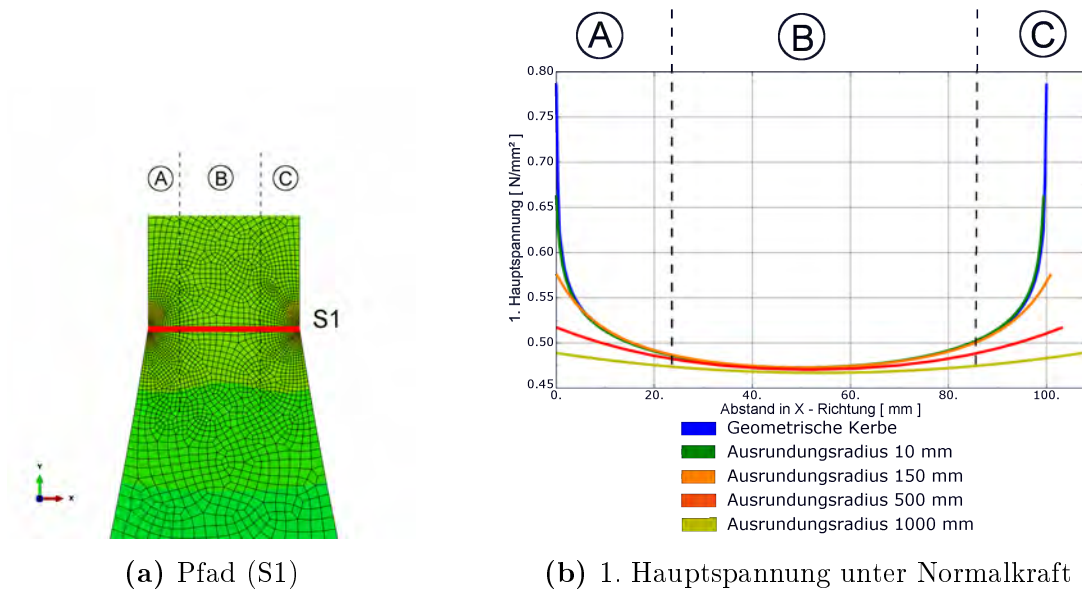 A B C
S1
Y
X
A B C
0.80
0.75
0.70
0.65
0.60
0.55
0.50
0.45
1. Hauptspannung [ N/mm² ]
0. 20. 40. 60. 80. 100.
Abstand in X - Richtung [ mm ]
Geometrische Kerbe
Ausrundungsradius 10 mm
Ausrundungsradius 150 mm
Ausrundungsradius 500 mm
Ausrundungsradius 1000 mm
(a) Pfad (S1)
(b) 1. Hauptspannung unter Normalkraft